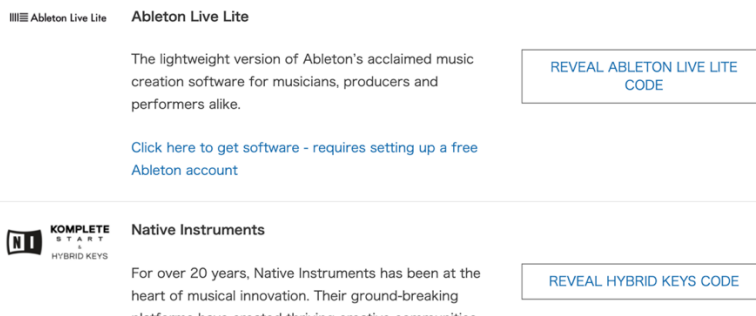 Ableton Live Lite
Ableton Live Lite
The lightweight version of Ableton's acclaimed music
creation software for musicians, producers and
performers alike.
REVEAL ABLETON LIVE LITE
CODE
Click here to get software - requires setting up a free
Ableton account
NI
KOMPLETE
START
&
HYBRID KEYS
Native Instruments
For over 20 years, Native Instruments has been at the
heart of musical innovation. Their ground-breaking
REVEAL HYBRID KEYS CODE